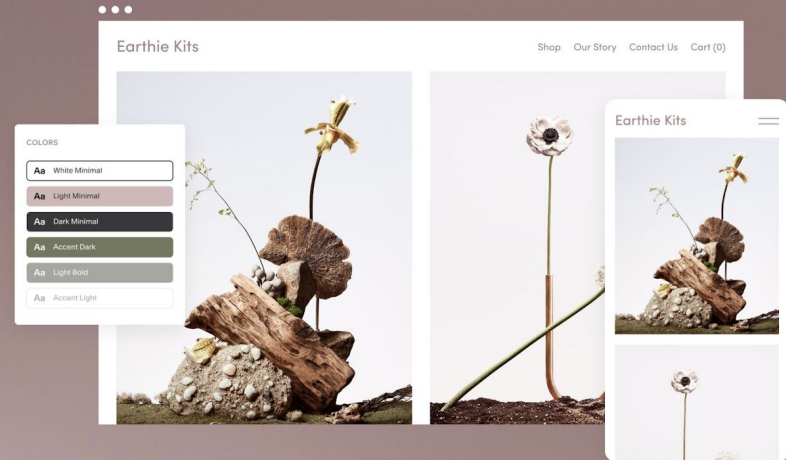 Earthie Kits
Shop Our Story Contact Us Cart (0)
COLORS
Aa White Minimal
Aa Light Minimal
Aa Dark Minimal
Aa Accent Dark
Aa Light Bold
Aa Accent Light
Earthie Kits